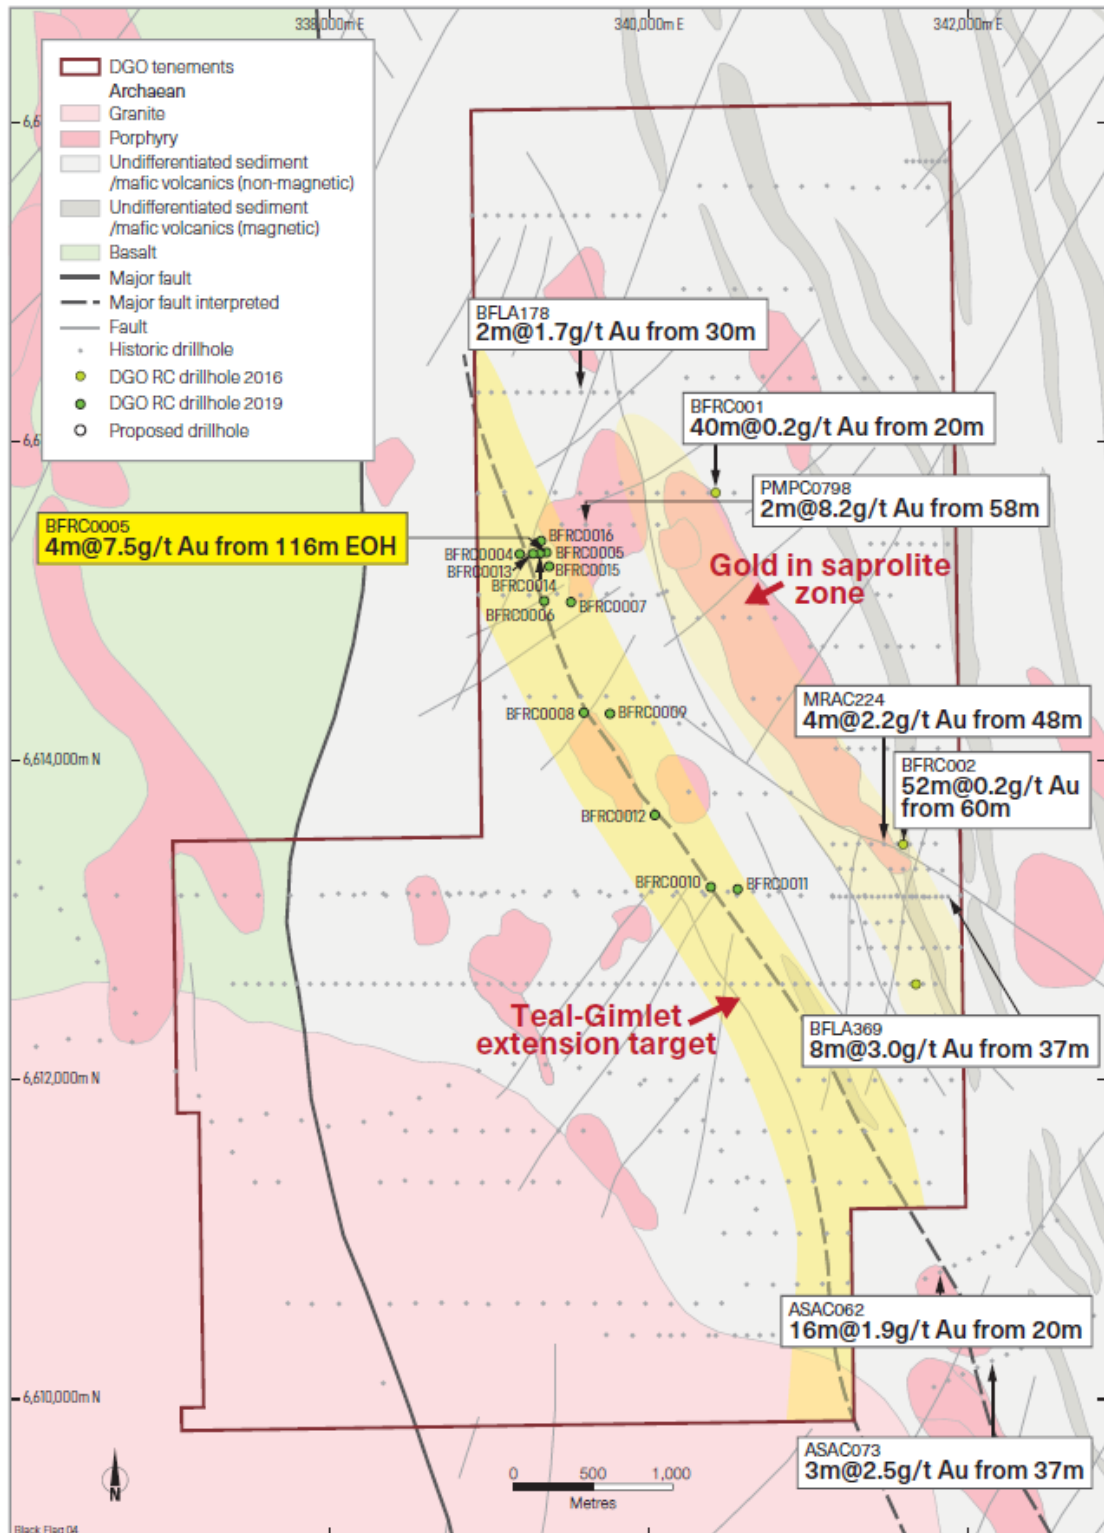 338,000m E
340,000m E
342,000m E
DGO tenements
Archaean
Granite
Porphyry
Undifferentiated sediment
/mafic volcanics (non-magnetic)
Undifferentiated sediment
/mafic volcanics (magnetic)
Basalt
Major fault
Major fault interpreted
Fault
Historic drillhole
DGO RC drillhole 2016
DGO RC drillhole 2019
Proposed drillhole
BFLA178
2m@1.7g/t Au from 30m
BFRC001
40m@0.2g/t Au from 20m
PMPC0798
2m@8.2g/t Au from 58m
BFRC0005
4m@7.5g/t Au from 116m EOH
BFRC0016
BFRC0004
BFRC0005
BFRC0013
BFRC0015
BFRC0014
BFRC0006
BFRC0007
Gold in saprolite
zone
BFRC0008
BFRC0009
MRAC224
4m@2.2g/t Au from 48m
6,614,000m N
BFRC002
52m@0.2g/t Au
from 60m
BFRC0012
BFRC0010
BFRC0011
Teal-Gimlet
extension target
BFLA369
8m@3.0g/t Au from 37m
6,612,000m N
ASAC062
16m@1.9g/t Au from 20m
6,610,000m N
ASAC073
3m@2.5g/t Au from 37m
N
0 500 1,000
Metres
Black Flag 04